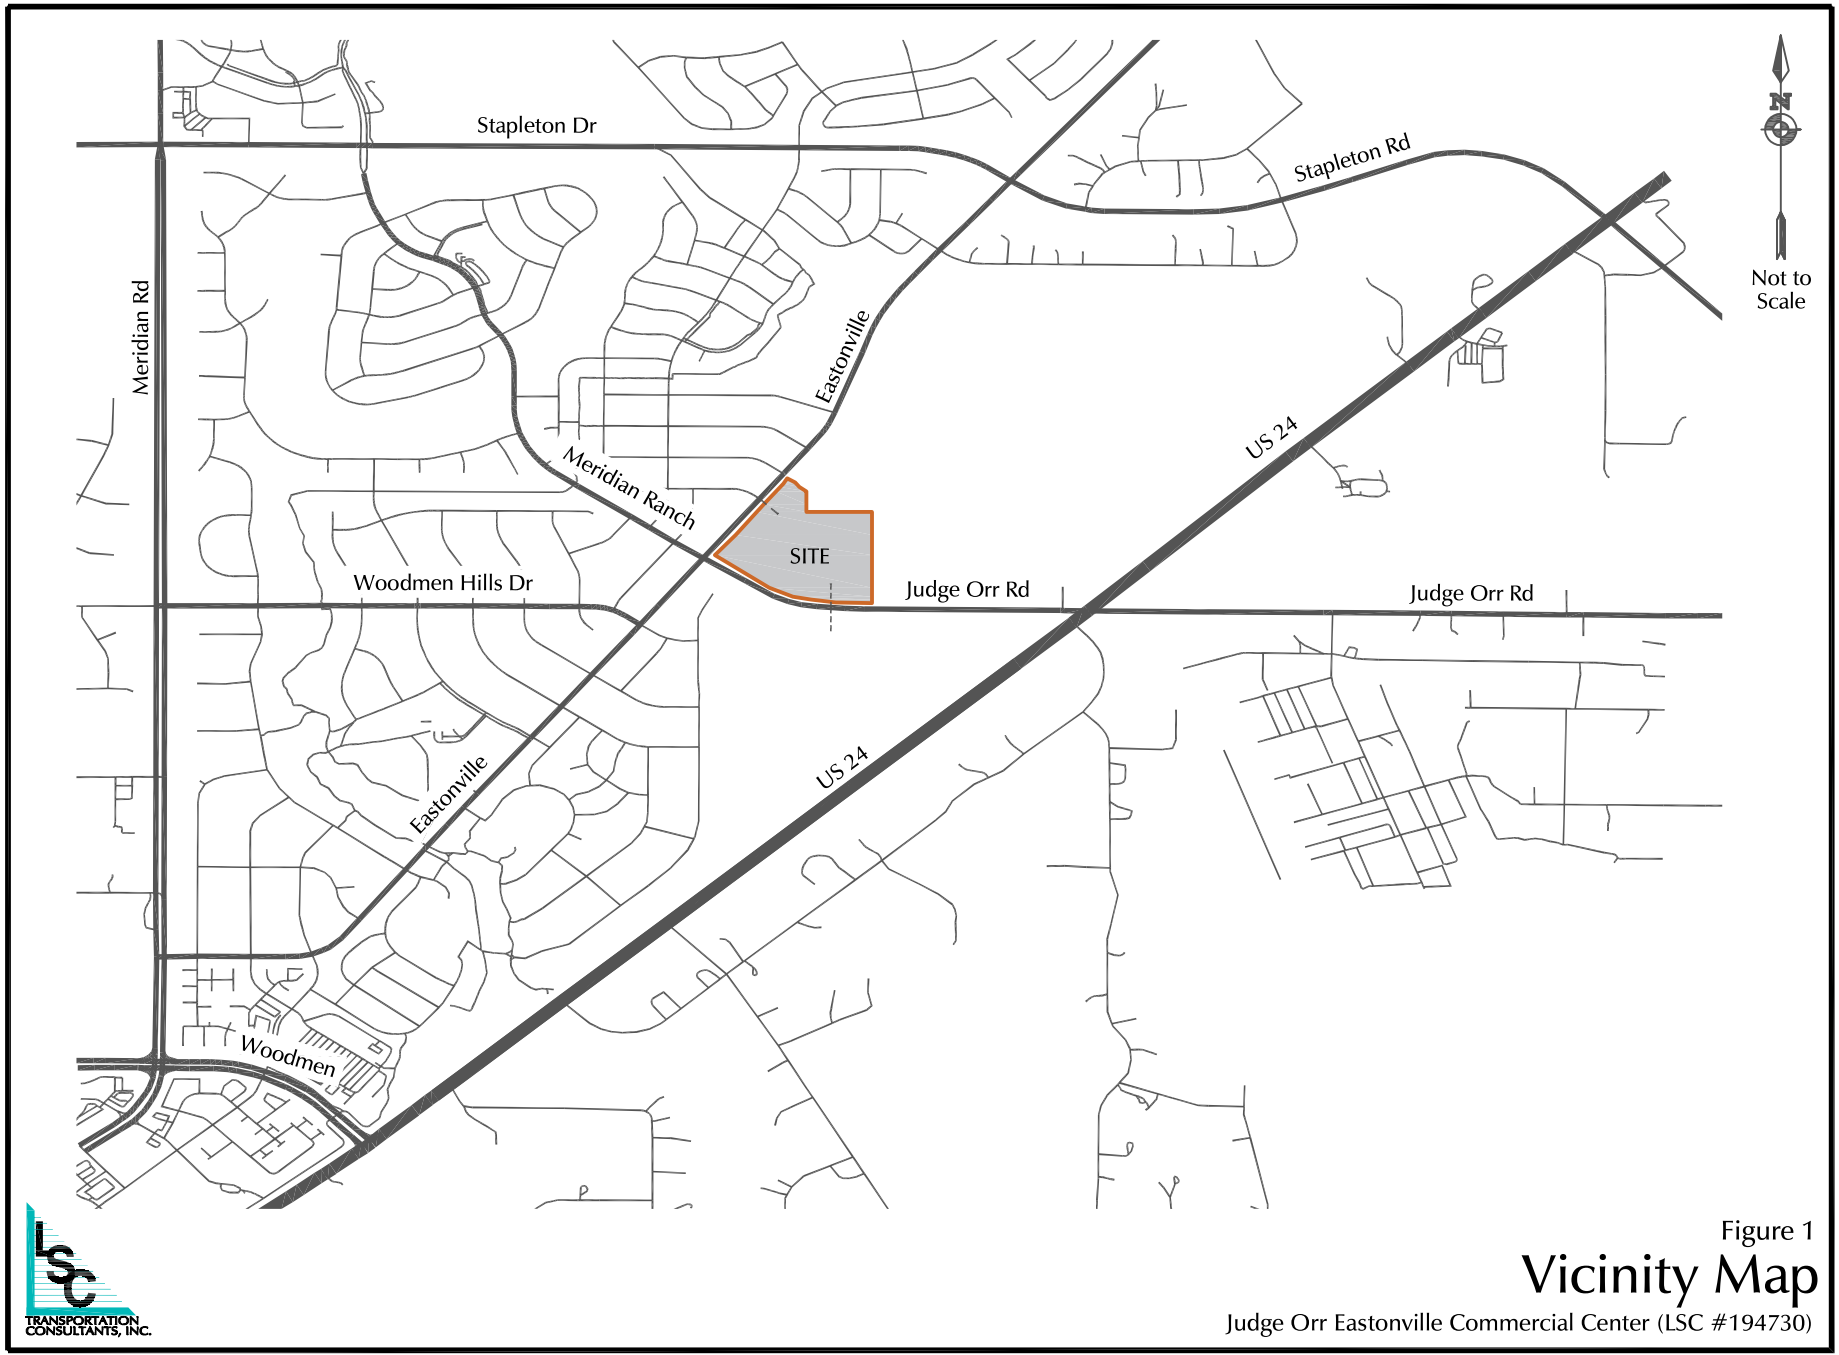 Stapleton Dr
Stapleton Rd
N
Not to
Scale
Meridian Rd
Eastonville
US 24
Meridian Ranch
SITE
Woodmen Hills Dr
Judge Orr Rd
Judge Orr Rd
US 24
Eastonville
Woodmen
LSC
TRANSPORTATION
CONSULTANTS, INC.
Figure 1
Vicinity Map
Judge Orr Eastonville Commercial Center (LSC #194730)